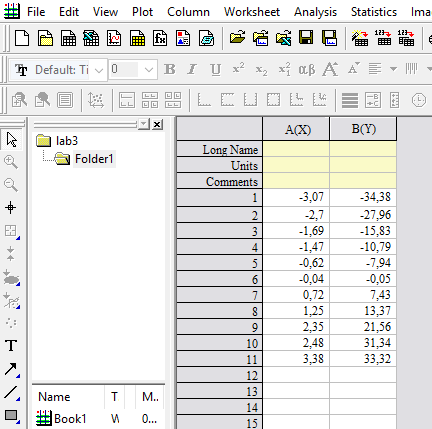 File Edit View Plot Column Worksheet Analysis Statistics Ima
Default: Ti 0 B I U x² x₂ αβ A A
lab3
Folder1
A(X) B(Y)
Long Name
Units
Comments
1 -3,07 -34,38
2 -2,7 -27,96
3 -1,69 -15,83
4 -1,47 -10,79
5 -0,62 -7,94
6 -0,04 -0,05
7 0,72 7,43
8 1,25 13,37
9 2,35 21,56
10 2,48 31,34
11 3,38 33,32
12
13
14
15
T
Name T M..
Book1 W 0...